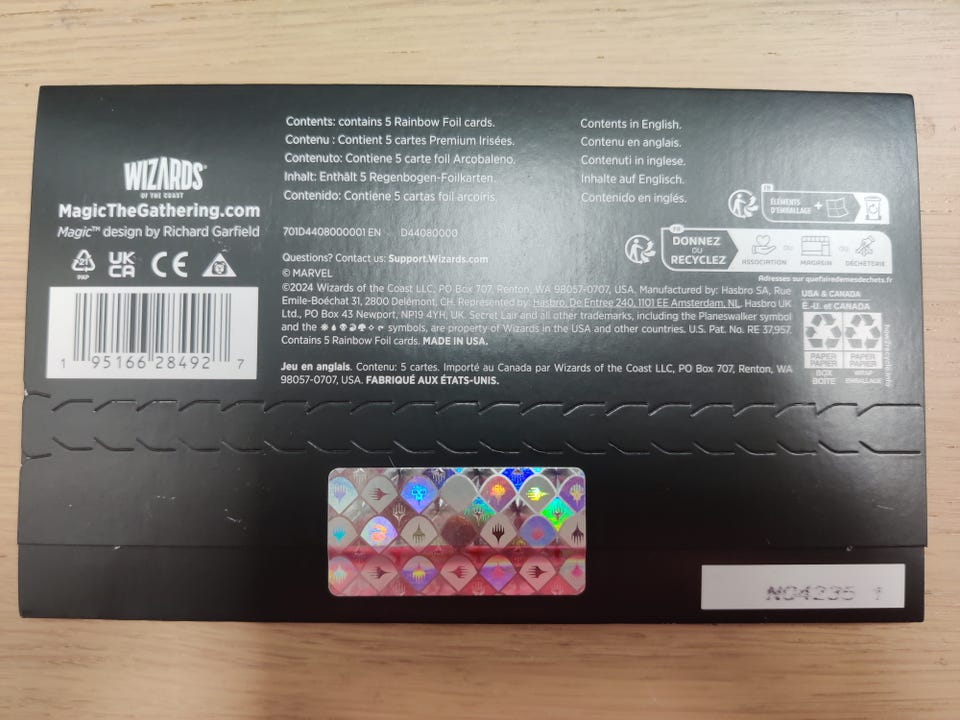 WIZARDS
OF THE COAST
MagicTheGathering.com
Magic™ design by Richard Garfield
21
PAP
UK
CA
CE
1 95166 28492 7
Contents: contains 5 Rainbow Foil cards.
Contenu : Contient 5 cartes Premium Irisées.
Contenuto: Contiene 5 carte foil Arcobaleno.
Inhalt: Enthält 5 Regenbogen-Foilkarten.
Contenido: Contiene 5 cartas foil arcoíris.
Contents in English.
Contenu en anglais.
Contenuti in inglese.
Inhalte auf Englisch.
Contenido en inglés.
701D4408000001 EN D44080000
Questions? Contact us: Support.Wizards.com
© MARVEL
©2024 Wizards of the Coast LLC, PO Box 707, Renton, WA 98057-0707, USA. Manufactured by: Hasbro SA, Rue
Emile-Boéchat 31, 2800 Delémont, CH. Represented by: Hasbro, De Entree 240, 1101 EE Amsterdam, NL. Hasbro UK
Ltd., PO Box 43 Newport, NP19 4YH, UK. Secret Lair and all other trademarks, including the Planeswalker symbol
and the symbols, are property of Wizards in the USA and other countries. U.S. Pat. No. RE 37,957.
Contains 5 Rainbow Foil cards. MADE IN USA.
Jeu en anglais. Contenu: 5 cartes. Importé au Canada par Wizards of the Coast LLC, PO Box 707, Renton, WA
98057-0707, USA. FABRIQUÉ AUX ÉTATS-UNIS.
FR
ÉLÉMENTS
D'EMBALLAGE +
FR
DONNEZ
OU
RECYCLEZ
ASSOCIATION
OU
MAGASIN
OU
DÉCHÈTERIE
Adresses sur quefairedemesdechets.fr
USA & CANADA
É.-U. et CANADA
PAPER
PAPIER
BOX
BOÎTE
PAPER
PAPIER
WRAP
EMBALLAGE
how2recycle.info
NO4235